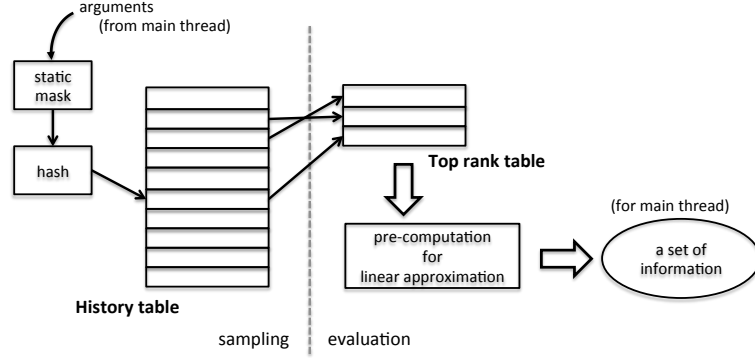 arguments
(from main thread)
static
mask
hash
History table
sampling
evaluation
Top rank table
pre-computation
for
linear approximation
(for main thread)
a set of
information